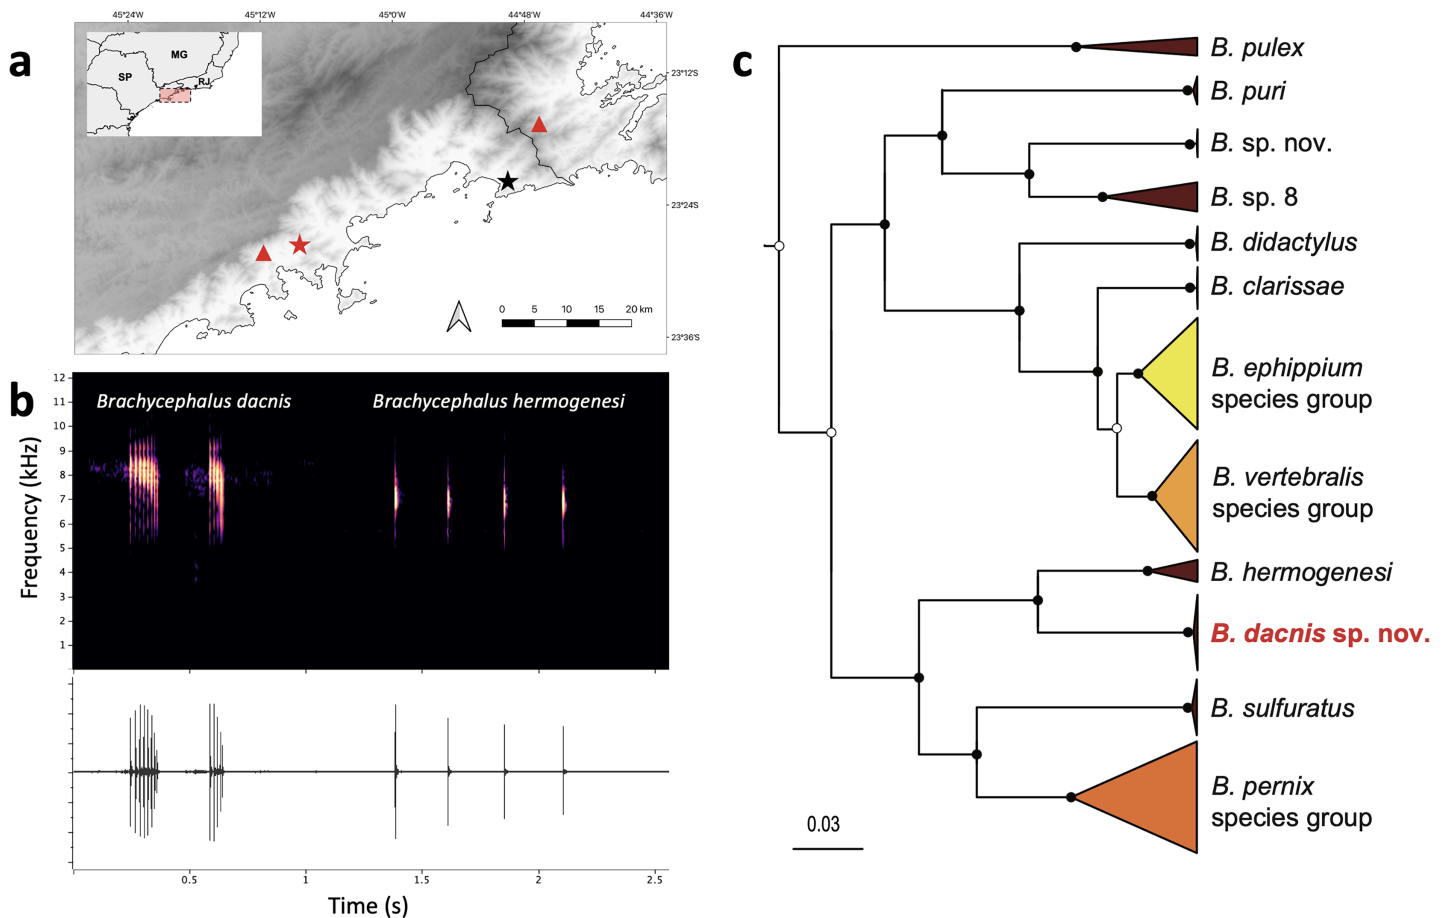 a
45°24'W 45°12'W 45°0'W 44°48'W 44°36'W
23°12'S
23°24'S
23°36'S
MG
SP
RJ
0 5 10 15 20 km
b
Brachycephalus dacnis
Brachycephalus hermogenesi
12
11
10
9
8
7
6
5
4
3
2
1
Frequency (kHz)
0.5 1 1.5 2 2.5
Time (s)
c
B. pulex
B. puri
B. sp. nov.
B. sp. 8
B. didactylus
B. clarissae
B. ephippium
species group
B. vertebralis
species group
B. hermogenesi
B. dacnis sp. nov.
B. sulfuratus
B. pernix
species group
0.03